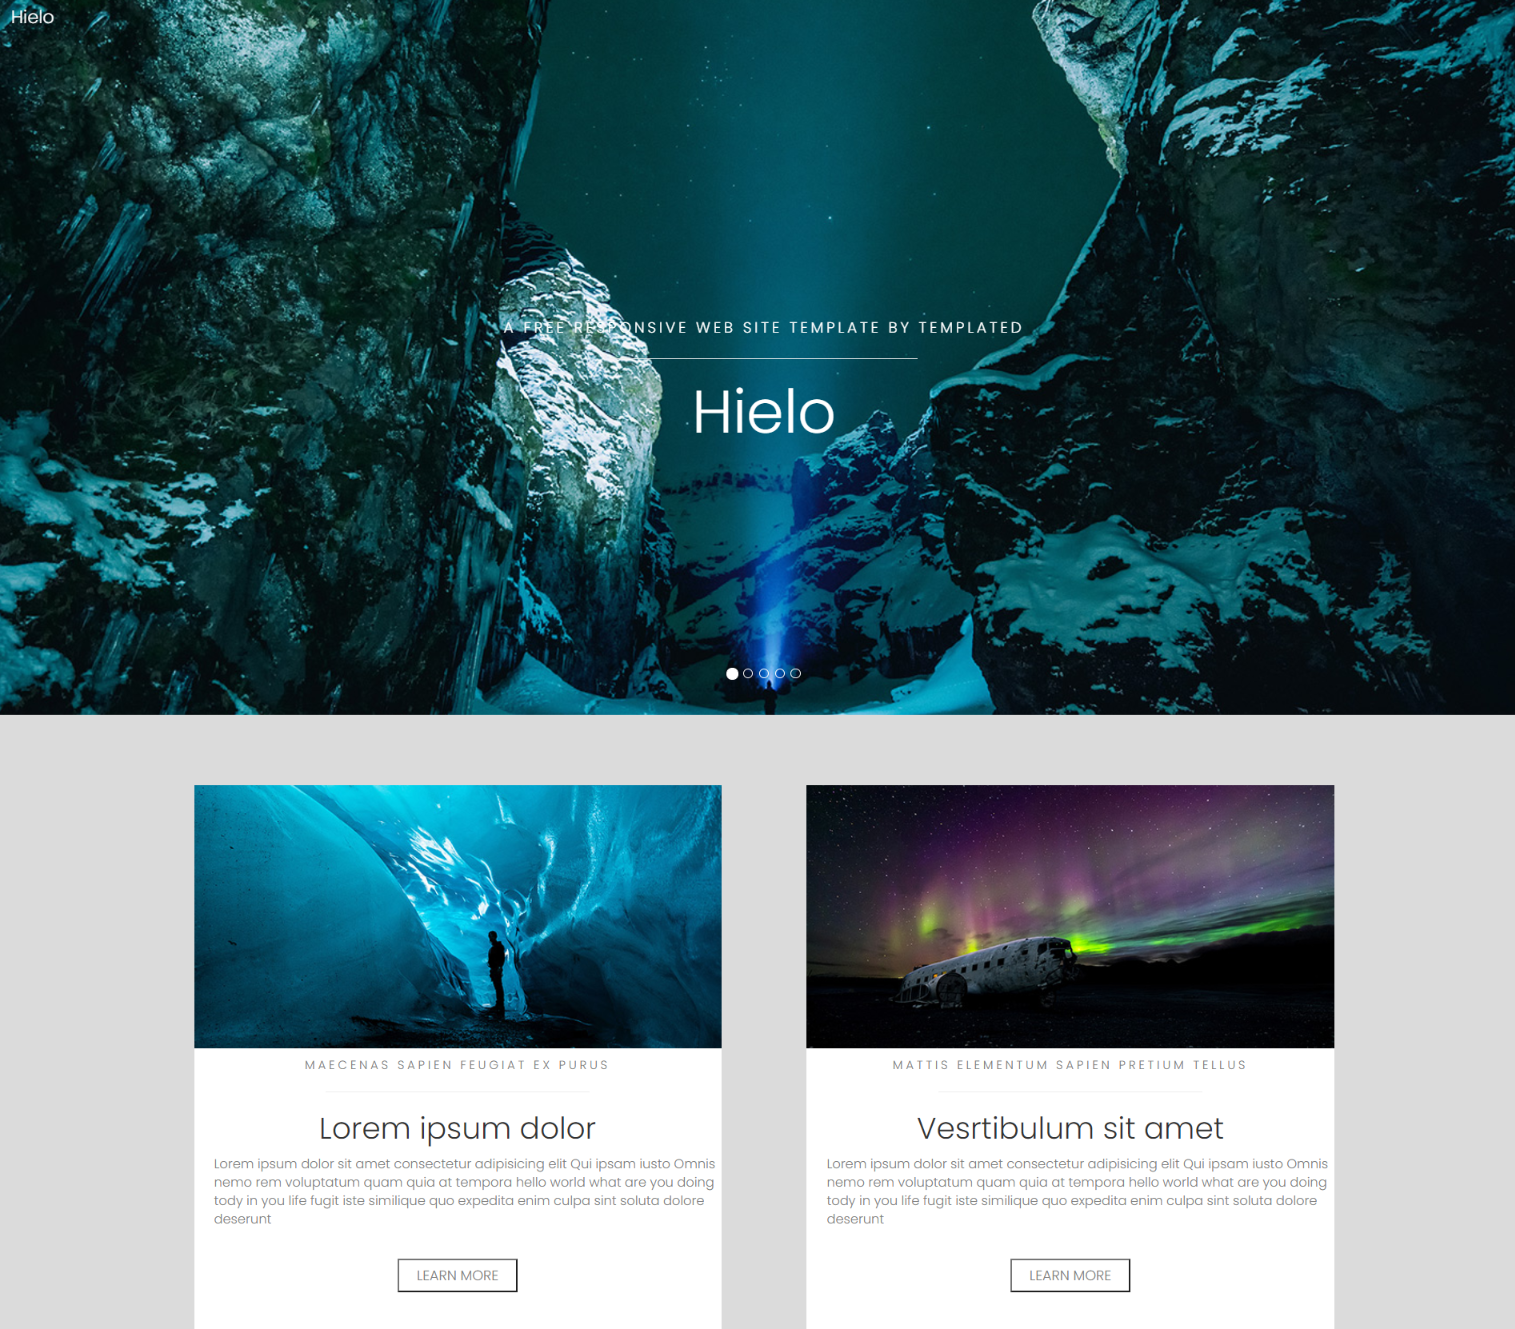 Hielo
A FREE RESPONSIVE WEB SITE TEMPLATE BY TEMPLATED
Hielo
MAECENAS SAPIEN FEUGIAT EX PURUS
Lorem ipsum dolor
Lorem ipsum dolor sit amet consectetur adipisicing elit Qui ipsam iusto Omnis
nemo rem voluptatum quam quia at tempora hello world what are you doing
tody in you life fugit iste similique quo expedita enim culpa sint soluta dolore
deserunt
LEARN MORE
MATTIS ELEMENTUM SAPIEN PRETIUM TELLUS
Vesrtibulum sit amet
Lorem ipsum dolor sit amet consectetur adipisicing elit Qui ipsam iusto Omnis
nemo rem voluptatum quam quia at tempora hello world what are you doing
tody in you life fugit iste similique quo expedita enim culpa sint soluta dolore
deserunt
LEARN MORE